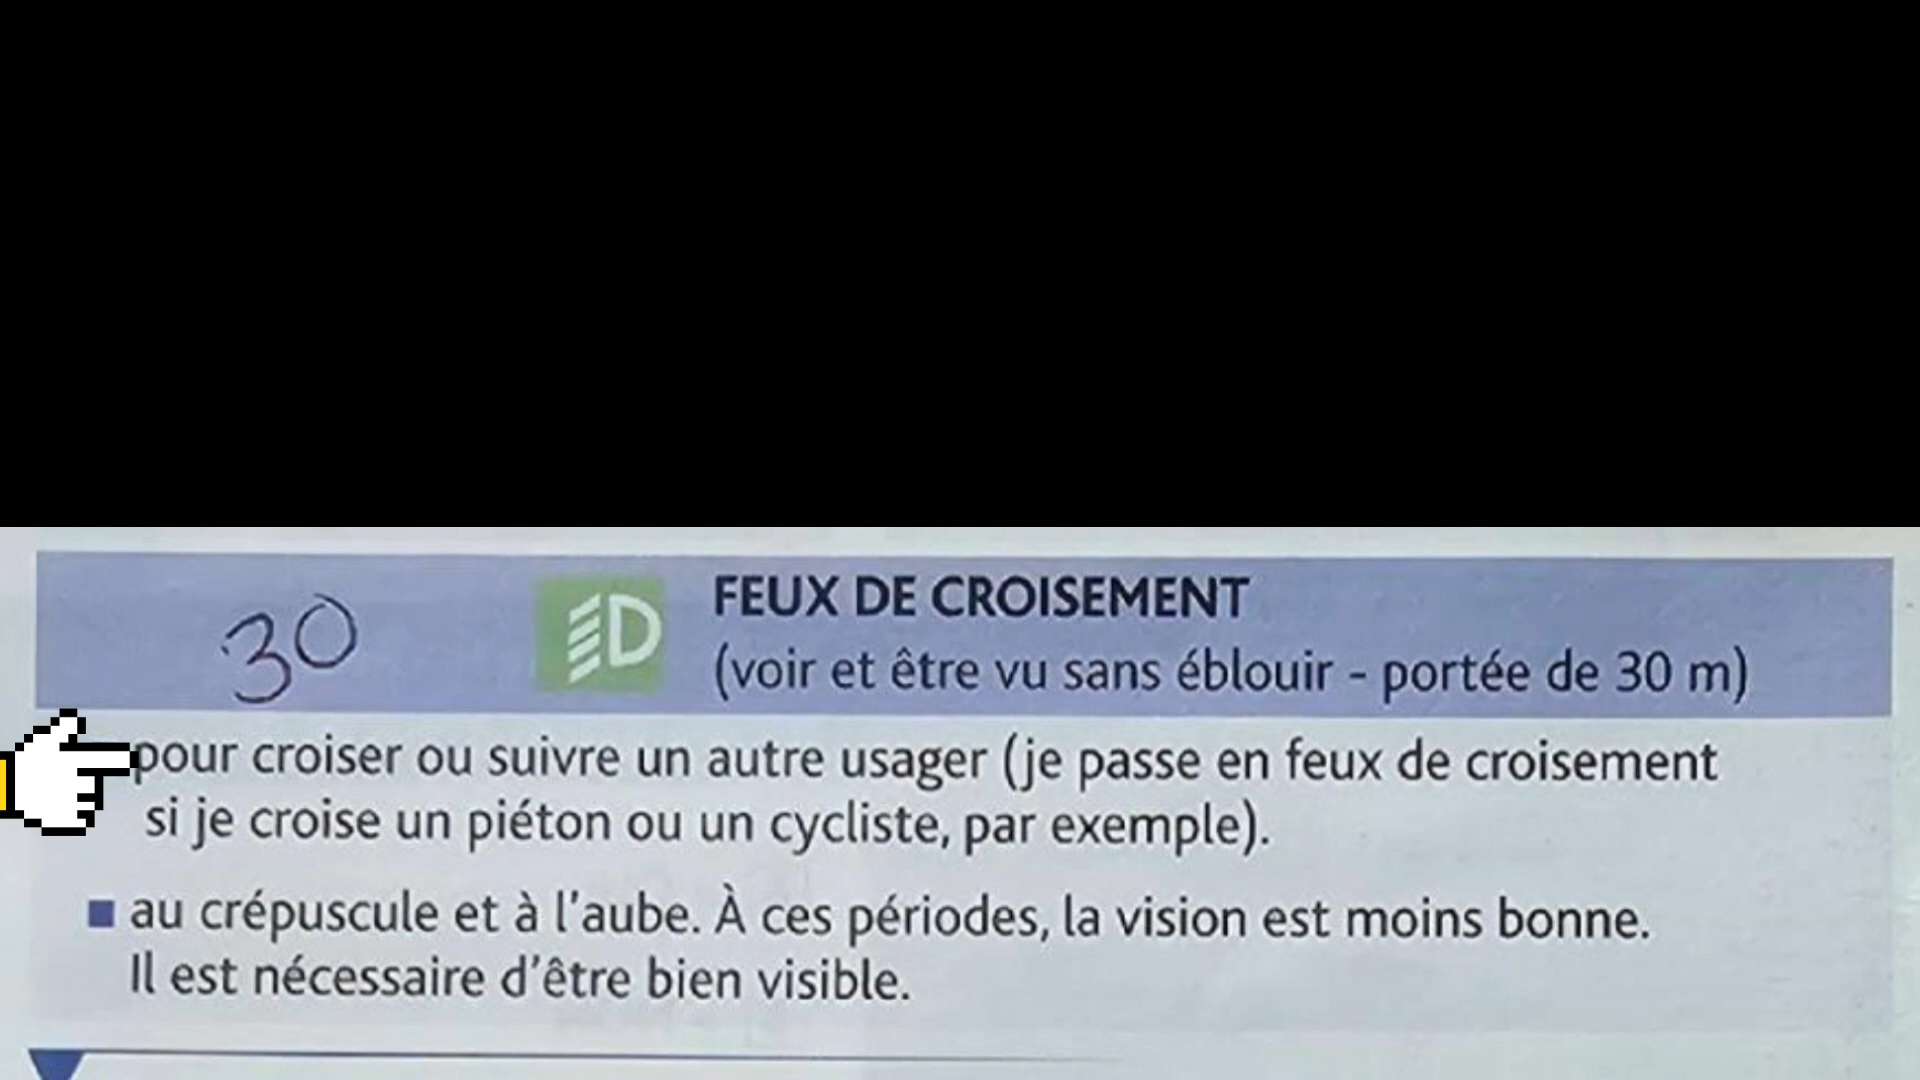 30
FEUX DE CROISEMENT
(voir et être vu sans éblouir - portée de 30 m)
pour croiser ou suivre un autre usager (je passe en feux de croisement
si je croise un piéton ou un cycliste, par exemple).
au crépuscule et à l'aube. À ces périodes, la vision est moins bonne.
Il est nécessaire d'être bien visible.